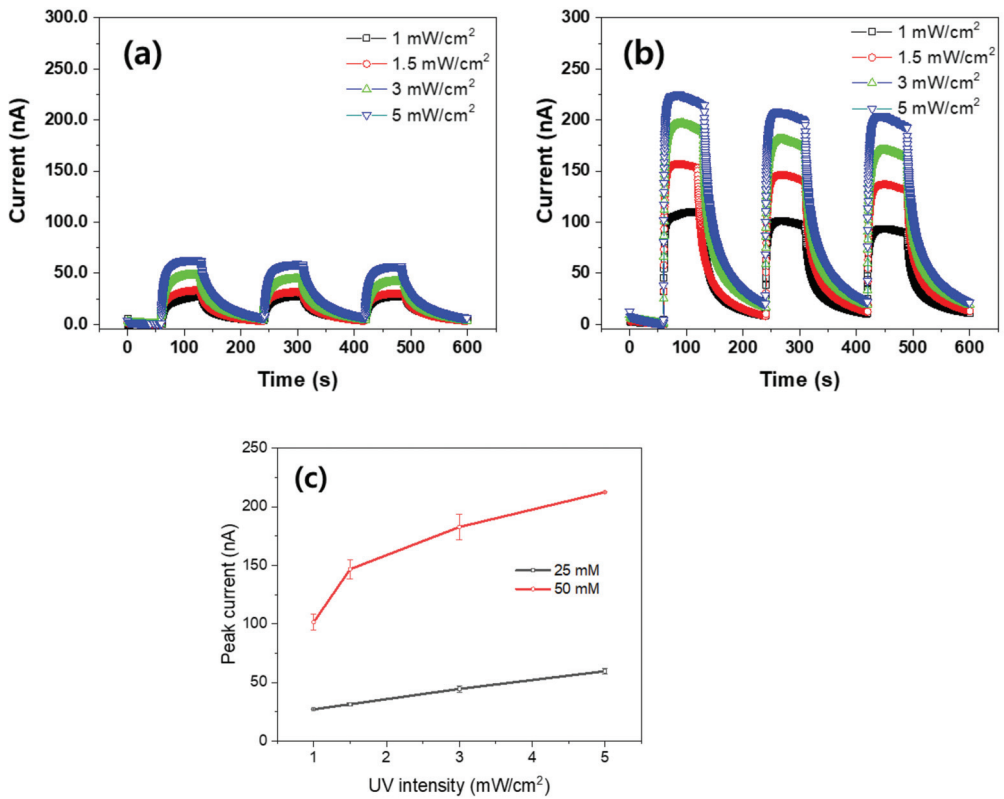 (a)
300.0
250.0
200.0
150.0
100.0
50.0
0.0
Current (nA)
1 mW/cm²
1.5 mW/cm²
3 mW/cm²
5 mW/cm²
0 100 200 300 400 500 600
Time (s)
(b)
300
250
200
150
100
50
0
Current (nA)
1 mW/cm²
1.5 mW/cm²
3 mW/cm²
5 mW/cm²
0 100 200 300 400 500 600
Time (s)
(c)
250
200
150
100
50
0
Peak current (nA)
25 mM
50 mM
1 2 3 4 5
UV intensity (mW/cm²)